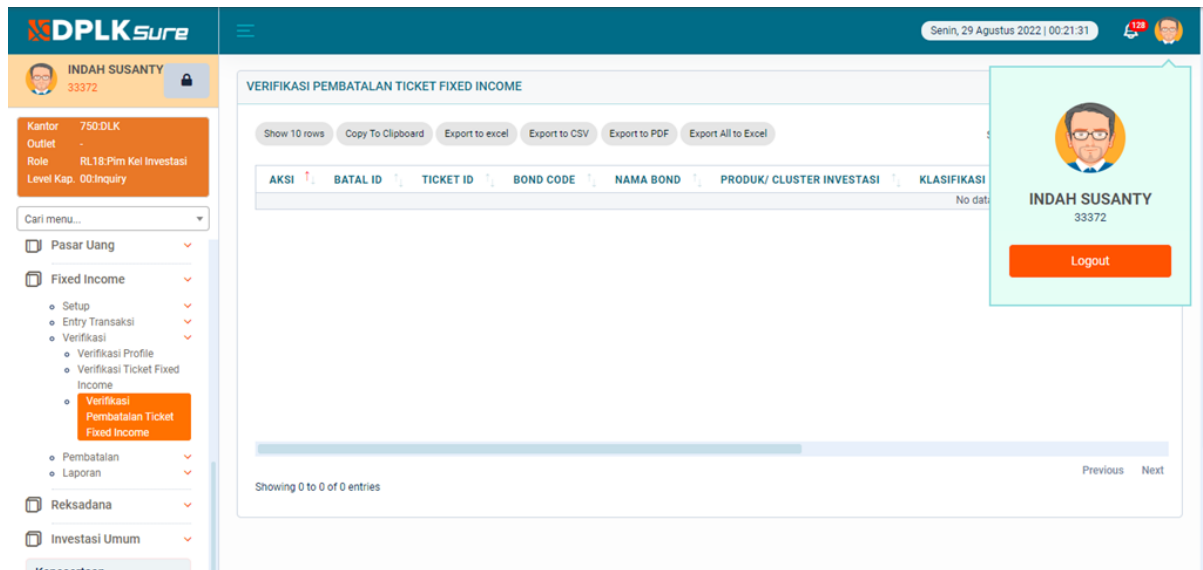 DPLKSure
Senin, 29 Agustus 2022 | 00:21:31
128
INDAH SUSANTY
33372
Kantor 750:DLK
Outlet -
Role RL18:Pim Kel Investasi
Level Kap. 00:Inquiry
Cari menu...
Pasar Uang
Fixed Income
Setup
Entry Transaksi
Verifikasi
Verifikasi Profile
Verifikasi Ticket Fixed
Income
Verifikasi
Pembatalan Ticket
Fixed Income
Pembatalan
Laporan
Reksadana
Investasi Umum
VERIFIKASI PEMBATALAN TICKET FIXED INCOME
Show 10 rows Copy To Clipboard Export to excel Export to CSV Export to PDF Export All to Excel
AKSI BATAL ID TICKET ID BOND CODE NAMA BOND PRODUK/ CLUSTER INVESTASI KLASIFIKASI
No data
Showing 0 to 0 of 0 entries
Previous Next
INDAH SUSANTY
33372
Logout